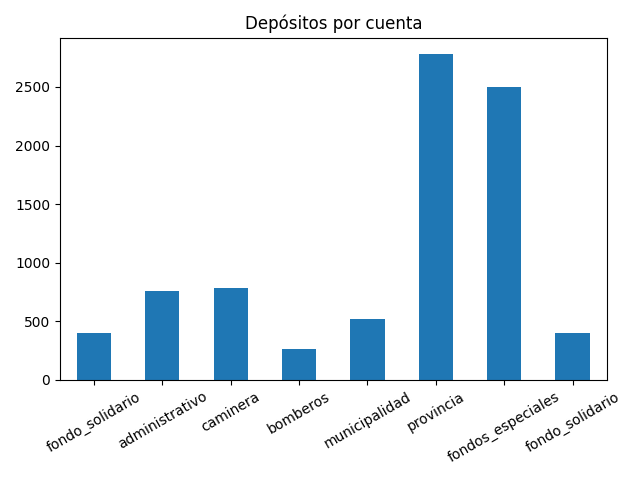 Depósitos por cuenta
2500
2000
1500
1000
500
0
fondo_solidario
administrativo
caminera
bomberos
municipalidad
provincia
fondos_especiales
fondo_solidario